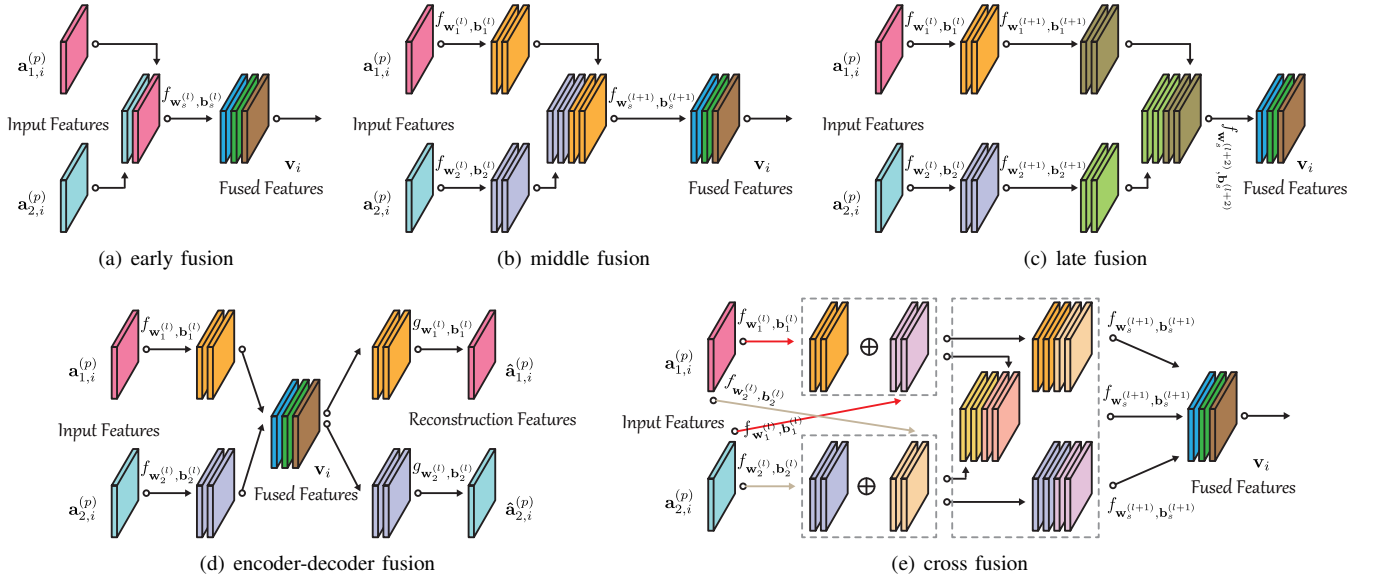 a_{1,i}^{(p)}
Input Features
a_{2,i}^{(p)}
f_{w_s^{(l)},b_s^{(l)}}
v_i
Fused Features
(a) early fusion
a_{1,i}^{(p)}
Input Features
a_{2,i}^{(p)}
f_{w_1^{(l)},b_1^{(l)}}
f_{w_2^{(l)},b_2^{(l)}}
f_{w_s^{(l+1)},b_s^{(l+1)}}
v_i
Fused Features
(b) middle fusion
a_{1,i}^{(p)}
Input Features
a_{2,i}^{(p)}
f_{w_1^{(l)},b_1^{(l)}}
f_{w_1^{(l+1)},b_1^{(l+1)}}
f_{w_2^{(l)},b_2^{(l)}}
f_{w_2^{(l+1)},b_2^{(l+1)}}
f_{w_s^{(l+2)},b_s^{(l+2)}}
v_i
Fused Features
(c) late fusion
a_{1,i}^{(p)}
Input Features
a_{2,i}^{(p)}
f_{w_1^{(l)},b_1^{(l)}}
f_{w_2^{(l)},b_2^{(l)}}
v_i
Fused Features
g_{w_1^{(l)},b_1^{(l)}}
g_{w_2^{(l)},b_2^{(l)}}
â_{1,i}^{(p)}
Reconstruction Features
â_{2,i}^{(p)}
(d) encoder-decoder fusion
a_{1,i}^{(p)}
Input Features
a_{2,i}^{(p)}
f_{w_1^{(l)},b_1^{(l)}}
f_{w_2^{(l)},b_2^{(l)}}
f_{w_1^{(l)},b_1^{(l)}}
f_{w_2^{(l)},b_2^{(l)}}
⊕
⊕
f_{w_s^{(l+1)},b_s^{(l+1)}}
f_{w_s^{(l+1)},b_s^{(l+1)}}
f_{w_s^{(l+1)},b_s^{(l+1)}}
v_i
Fused Features
(e) cross fusion